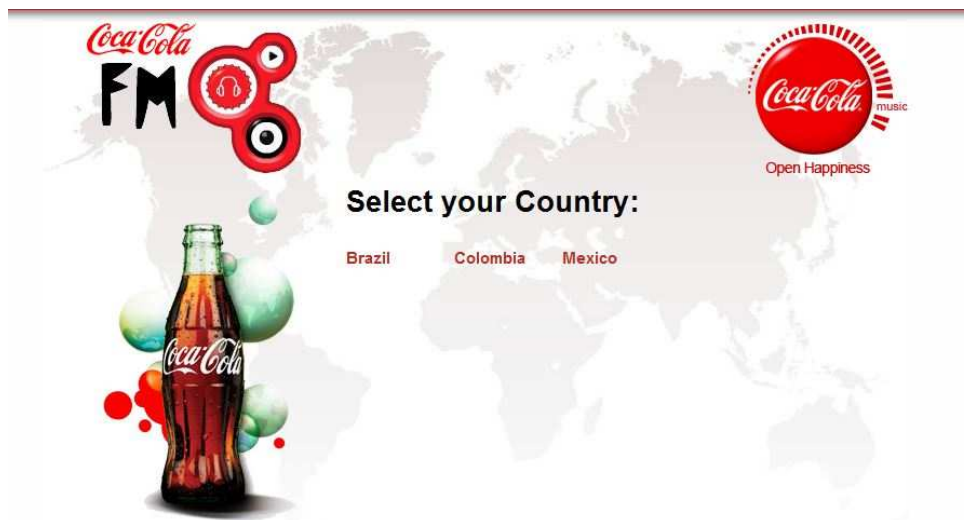 Coca-Cola
FM
Coca-Cola
music
Open Happiness
Select your Country:
Brazil Colombia Mexico
Coca-Cola